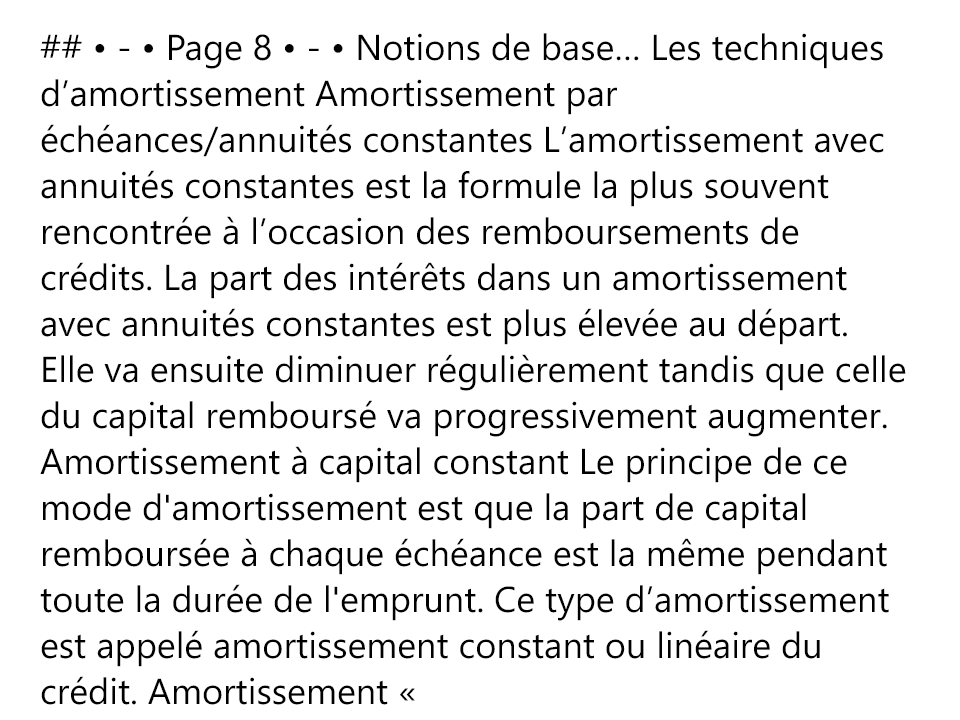 ## • - • Page 8 • - • Notions de base… Les techniques
d’amortissement Amortissement par
échéances/annuités constantes L’amortissement avec
annuités constantes est la formule la plus souvent
rencontrée à l’occasion des remboursements de
crédits. La part des intérêts dans un amortissement
avec annuités constantes est plus élevée au départ.
Elle va ensuite diminuer régulièrement tandis que celle
du capital remboursé va progressivement augmenter.
Amortissement à capital constant Le principe de ce
mode d'amortissement est que la part de capital
remboursée à chaque échéance est la même pendant
toute la durée de l'emprunt. Ce type d’amortissement
est appelé amortissement constant ou linéaire du
crédit. Amortissement «